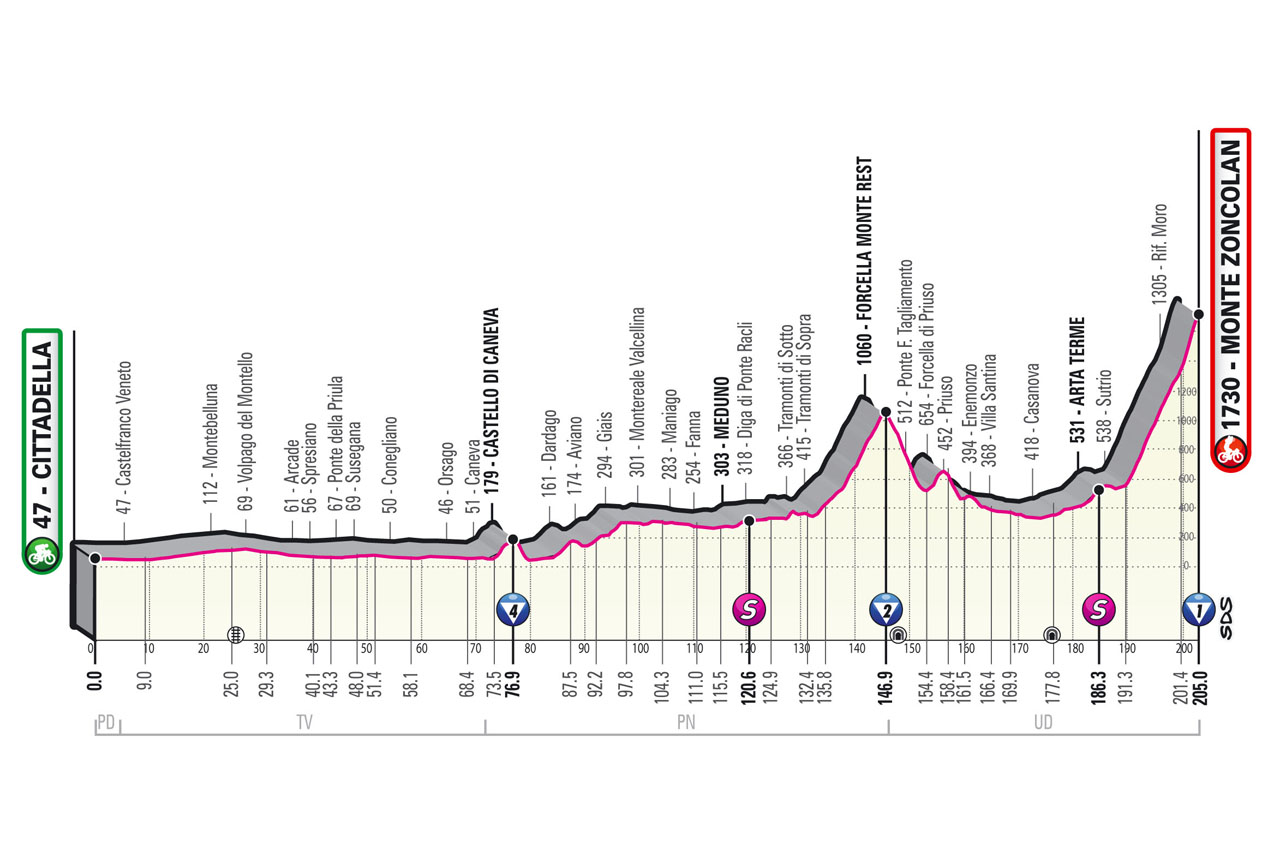 47 - CITTADELLA
47 - Castelfranco Veneto
112 - Montebelluna
69 - Volpago del Montello
61 - Arcade
56 - Spresiano
67 - Ponte della Priula
69 - Susegana
50 - Conegliano
46 - Orsago
51 - Caneva
179 - CASTELLO DI CANEVA
161 - Dardago
174 - Aviano
294 - Giais
301 - Montereale Valcellina
283 - Maniago
254 - Fanna
303 - MEDUNO
318 - Diga di Ponte Racli
366 - Tramonti di Sotto
415 - Tramonti di Sopra
1060 - FORCELLA MONTE REST
512 - Ponte F. Tagliamento
654 - Forcella di Priuso
452 - Priuso
394 - Enemonzo
368 - Villa Santina
418 - Casanova
531 - ARTA TERME
538 - Sutrio
1305 - Rif. Moro
1730 - MONTE ZONCOLAN
1200
1000
800
600
400
200
0
4
S
2
S
1
SDS
0 10 20 30 40 50 60 70 80 90 100 110 120 130 140 150 160 170 180 190 200
0.0 9.0 25.0 29.3 40.1 43.3 48.0 51.4 58.1 68.4 73.5 76.9 87.5 92.2 97.8 104.3 111.0 115.5 120.6 124.9 132.4 135.8 146.9 154.4 158.4 161.5 166.4 169.9 177.8 186.3 191.3 201.4 205.0
PD TV PN UD